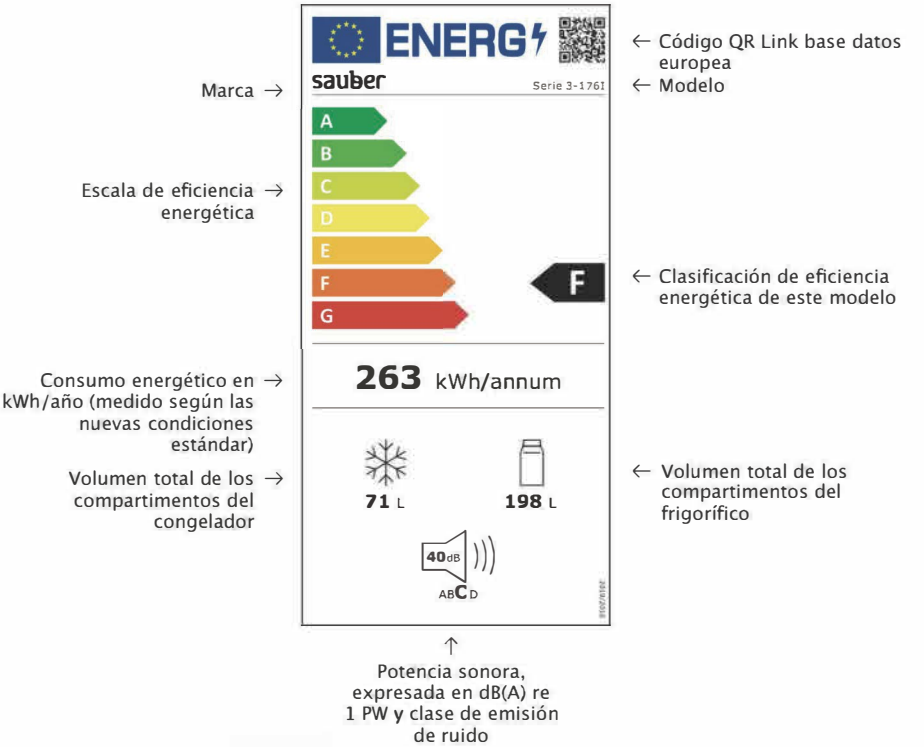 ENERG
← Código QR Link base datos
europea
sauber
Marca →
Serie 3-176I
← Modelo
A
B
C
D
E
F
G
Escala de eficiencia →
energética
F
← Clasificación de eficiencia
energética de este modelo
263 kWh/annum
Consumo energético en →
kWh/año (medido según las
nuevas condiciones
estándar)
Volumen total de los →
compartimentos del
congelador
71 L
198 L
← Volumen total de los
compartimentos del
frigorífico
40dB
ABCD
2019/2016
↑
Potencia sonora,
expresada en dB(A) re
1 PW y clase de emisión
de ruido